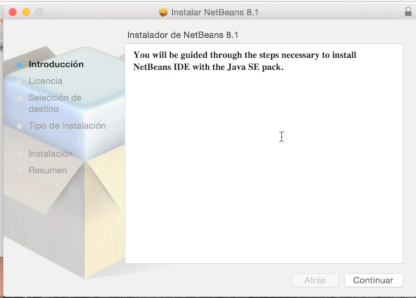 Instalar NetBeans 8.1
Instalador de NetBeans 8.1
Introducción
Licencia
Selección de
destino
Tipo de instalación
Instalación
Resumen
You will be guided through the steps necessary to install
NetBeans IDE with the Java SE pack.
Atrás
Continuar